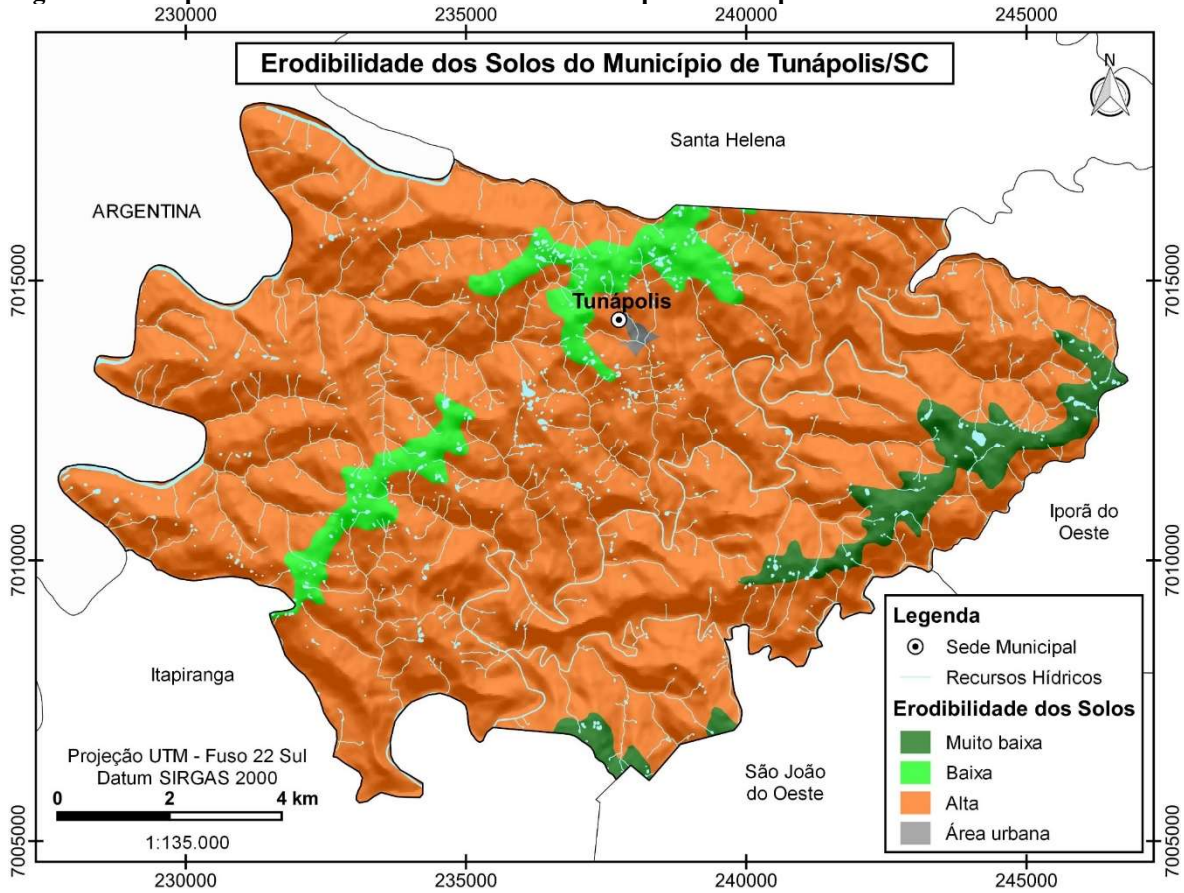 230000 235000 240000 245000
Erodibilidade dos Solos do Município de Tunápolis/SC
N
Santa Helena
ARGENTINA
7015000 7015000
Tunápolis
Iporã do
Oeste
7010000 7010000
Itapiranga
São João
do Oeste
Projeção UTM - Fuso 22 Sul
Datum SIRGAS 2000
0 2 4 km
1:135.000
Legenda
Sede Municipal
Recursos Hídricos
Erodibilidade dos Solos
Muito baixa
Baixa
Alta
Área urbana
7005000 7005000
230000 235000 240000 245000